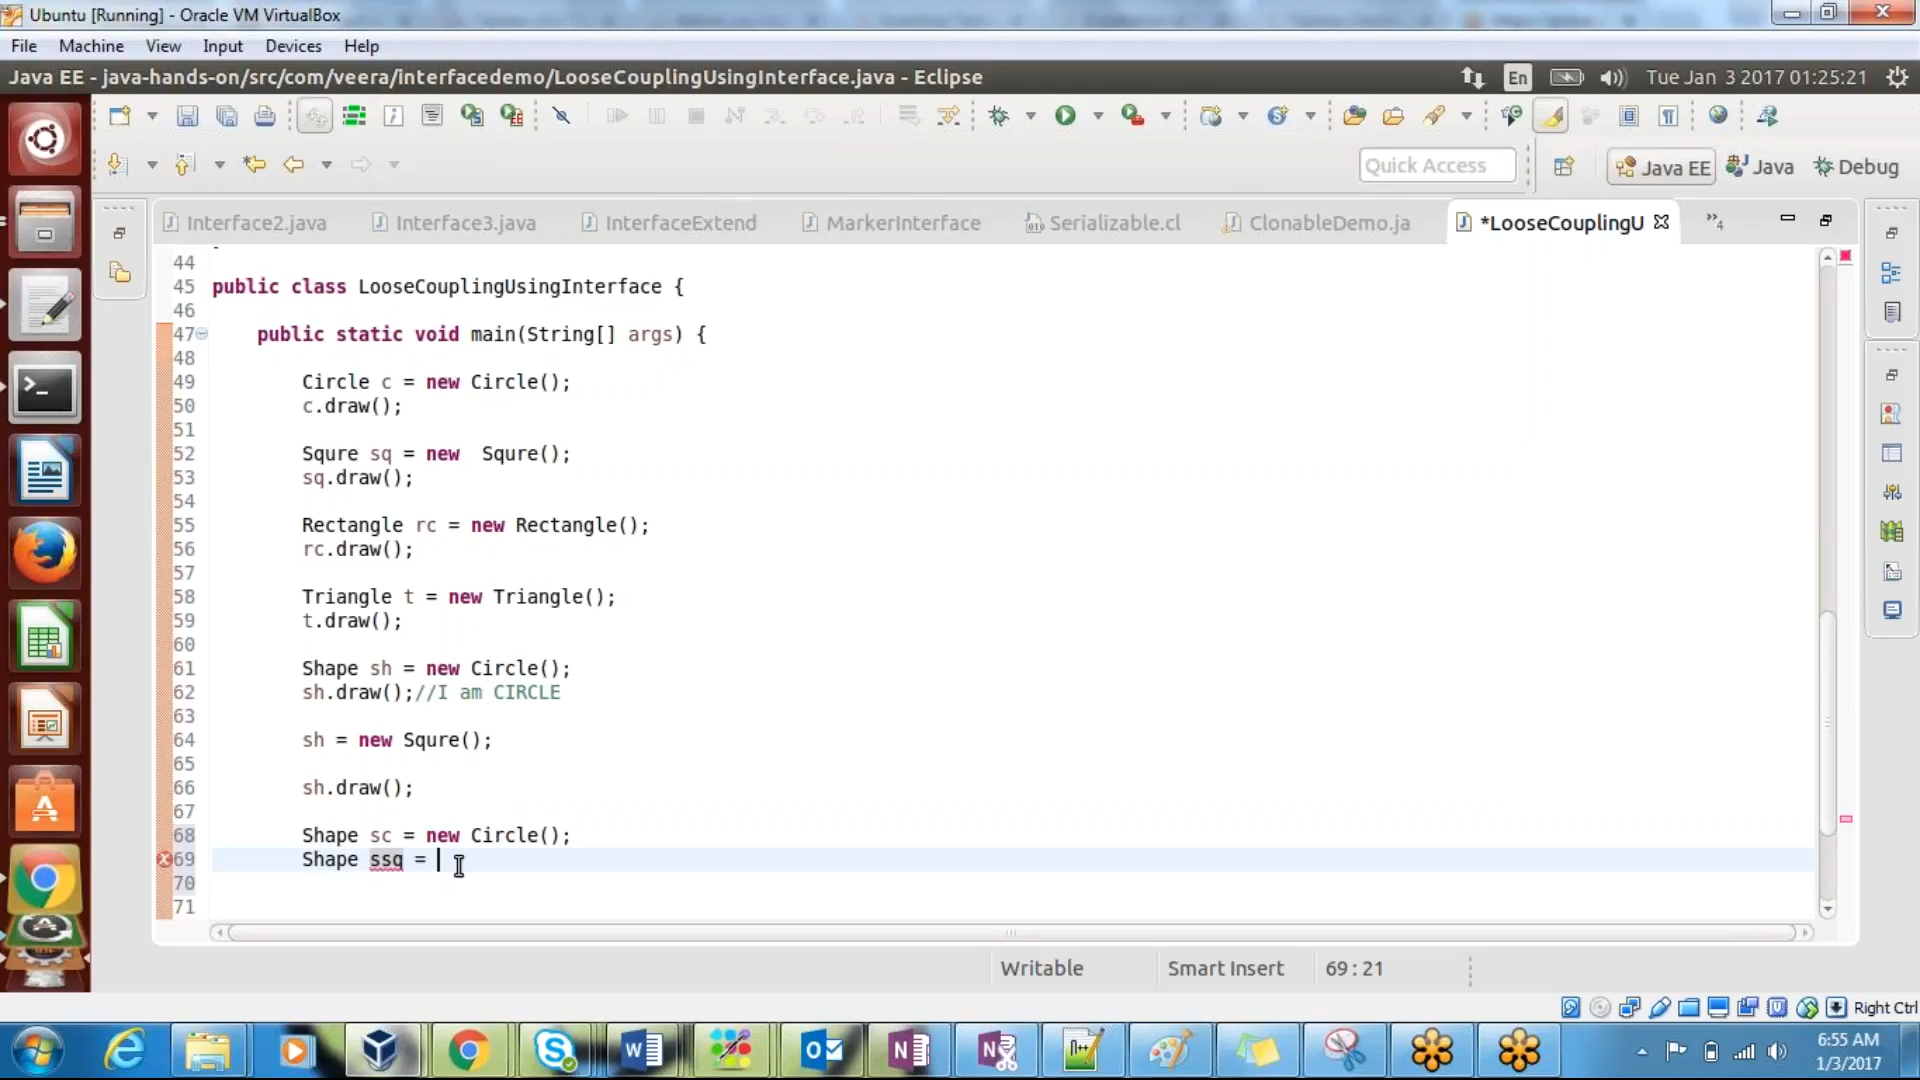 Ubuntu [Running] - Oracle VM VirtualBox
File Machine View Input Devices Help
Java EE - java-hands-on/src/com/veera/interfacedemo/LooseCouplingUsingInterface.java - Eclipse
En
Tue Jan 3 2017 01:25:21
Quick Access
Java EE
Java
Debug
Interface2.java
Interface3.java
InterfaceExtend
MarkerInterface
Serializable.cl
ClonableDemo.ja
*LooseCouplingU
»4
44
45 public class LooseCouplingUsingInterface {
46
47 public static void main(String[] args) {
48
49 Circle c = new Circle();
50 c.draw();
51
52 Squre sq = new  Squre();
53 sq.draw();
54
55 Rectangle rc = new Rectangle();
56 rc.draw();
57
58 Triangle t = new Triangle();
59 t.draw();
60
61 Shape sh = new Circle();
62 sh.draw();//I am CIRCLE
63
64 sh = new Squre();
65
66 sh.draw();
67
68 Shape sc = new Circle();
69 Shape ssq =
70
71
Writable
Smart Insert
69 : 21
Right Ctrl
6:55 AM
1/3/2017